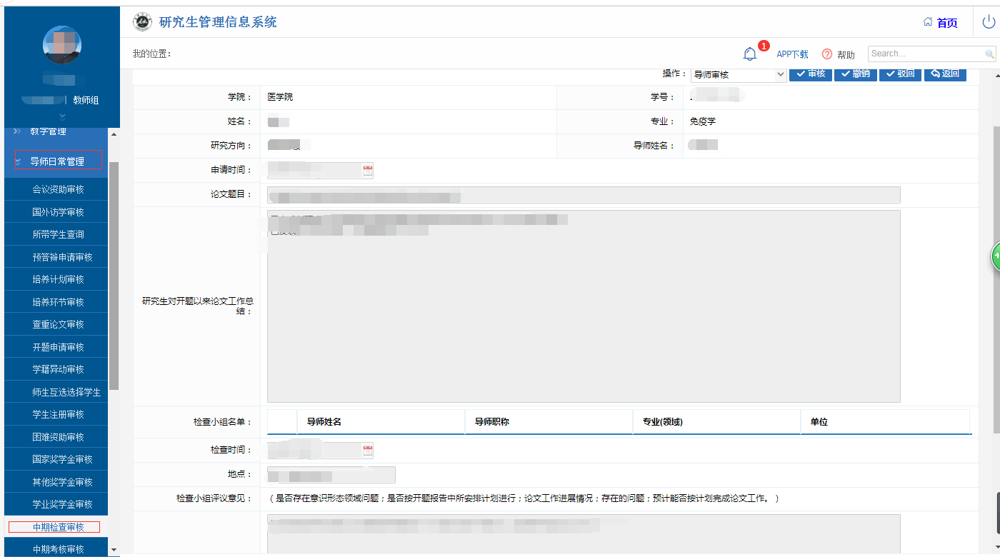 研究生管理信息系统
首页
我的位置：
1
APP下载
帮助
Search...
教师组
教学管理
导师日常管理
会议资助审核
国外访学审核
所带学生查询
预答辩申请审核
培养计划审核
培养环节审核
查重论文审核
开题申请审核
学籍异动审核
师生互选选择学生
学生注册审核
困难资助审核
国家奖学金审核
其他奖学金审核
学业奖学金审核
中期检查审核
中期考核审核
操作： 导师审核 审核 撤销 驳回 返回
学院： 医学院 学号：
姓名： 专业： 免疫学
研究方向： 导师姓名：
申请时间：
论文题目：
研究生对开题以来论文工作总
结：
检查小组名单： 导师姓名 导师职称 专业(领域) 单位
检查时间：
地点：
检查小组评议意见： （是否存在意识形态领域问题；是否按开题报告中所安排计划进行；论文工作进展情况；存在的问题；预计能否按计划完成论文工作。）
4